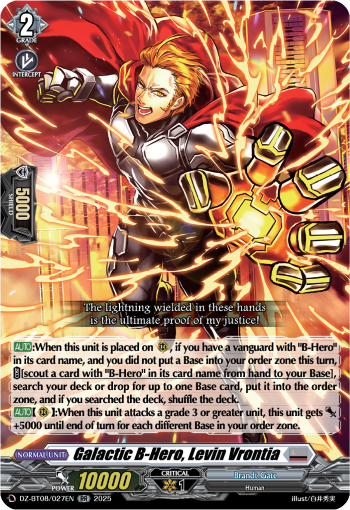 2
GRADE
INTERCEPT
5000
SHIELD
The lightning wielded in these hands
is the ultimate proof of my justice!
AUTO:When this unit is placed on R, if you have a vanguard with "B-Hero"
in its card name, and you did not put a Base into your order zone this turn,
[scout a card with "B-Hero" in its card name from hand to your Base],
search your deck or drop for up to one Base card, put it into the order
zone, and if you searched the deck, shuffle the deck.
AUTO【R】:When this unit attacks a grade 3 or greater unit, this unit gets
+5000 until end of turn for each different Base in your order zone.
NORMAL UNIT
Galactic B-Hero, Levin Vrontia
POWER
10000
CRITICAL
1
Brandt Gate
Human
DZ-BT08/027EN RR 2025
illust/白井秀実